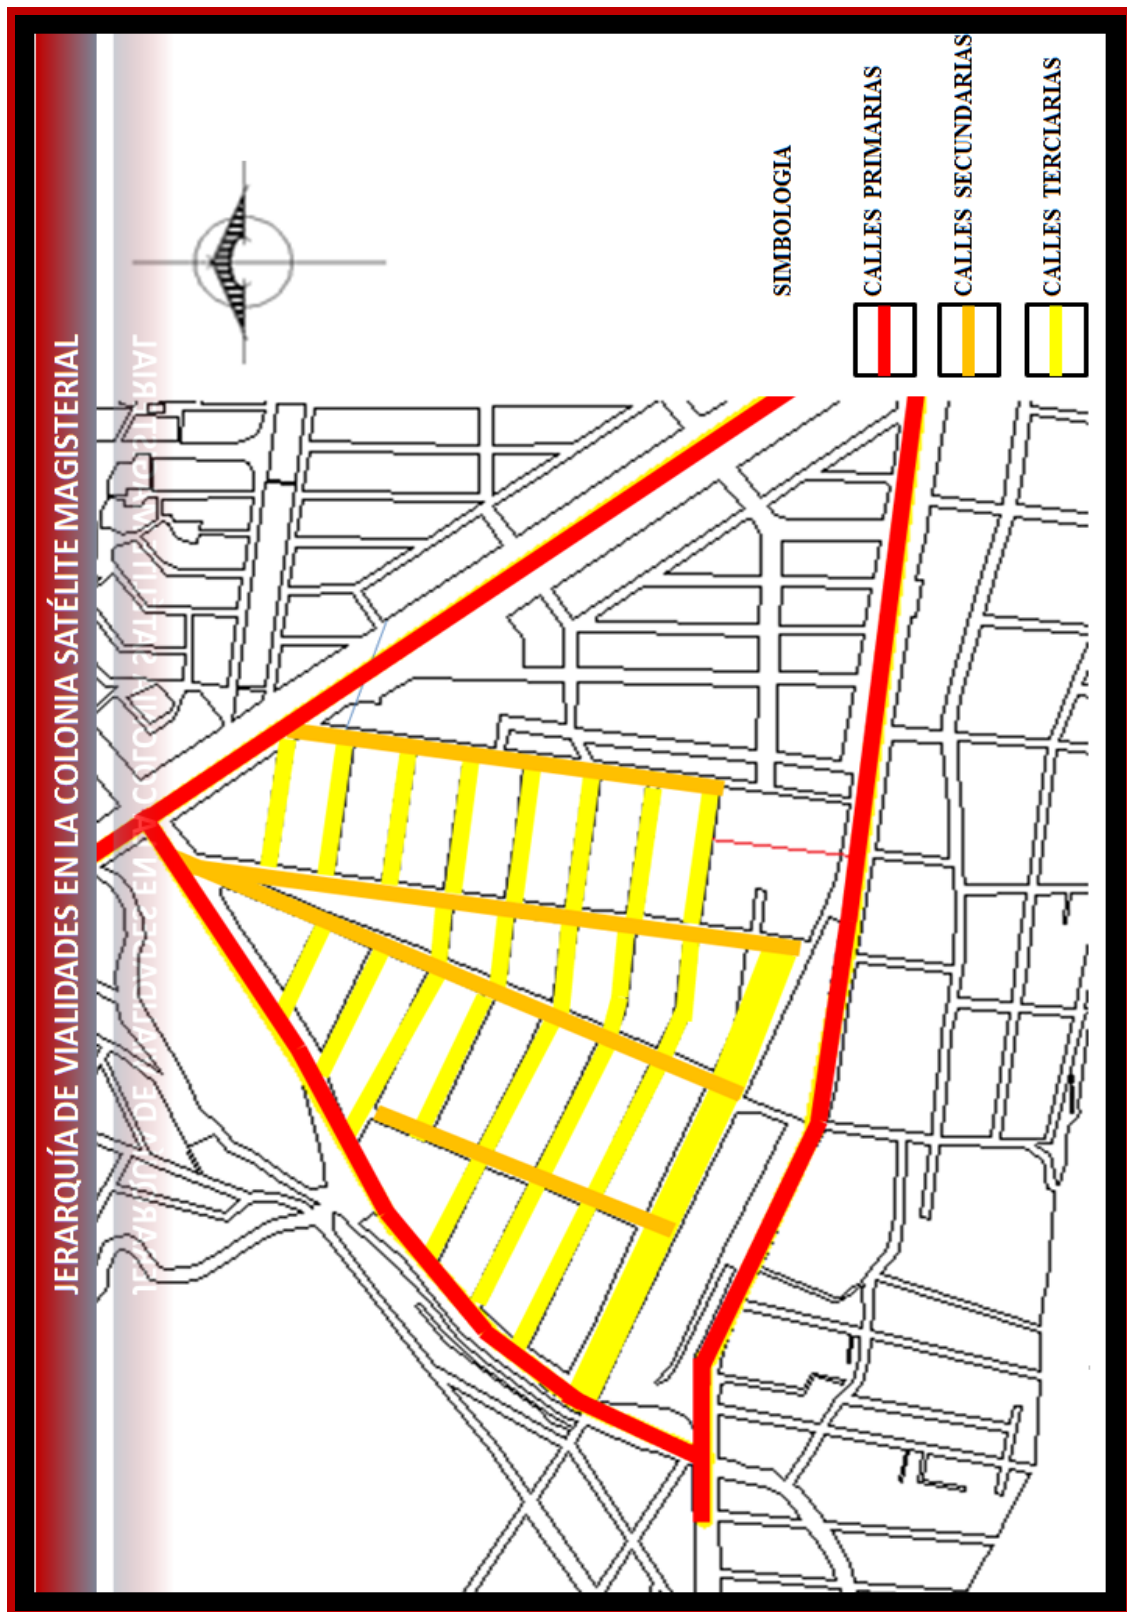 JERARQUÍA DE VIALIDADES EN LA COLONIA SATÉLITE MAGISTERIAL
SIMBOLOGIA
CALLES PRIMARIAS
CALLES SECUNDARIAS
CALLES TERCIARIAS